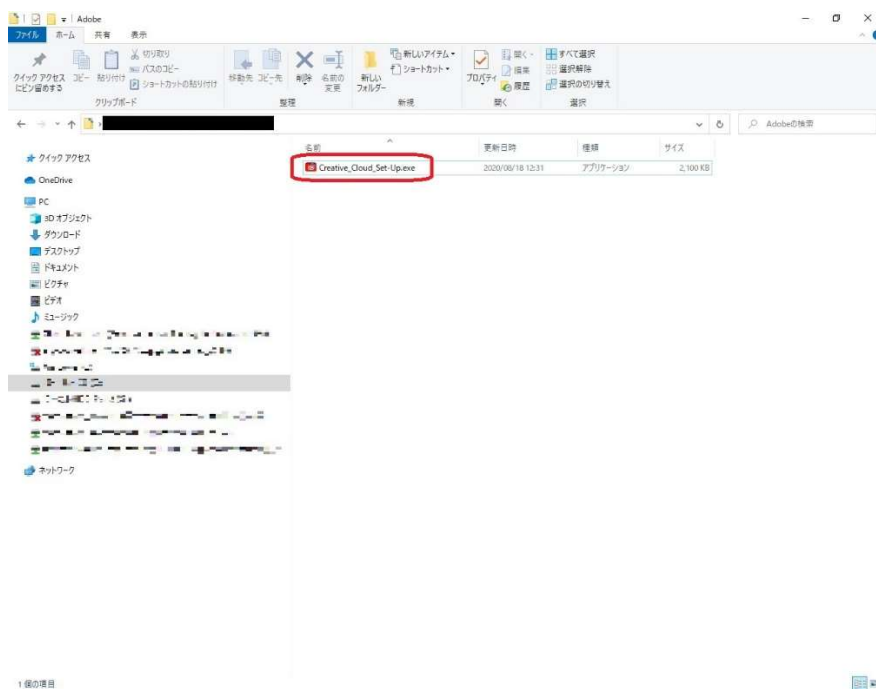 Adobe
ファイル ホーム 共有 表示
クイック アクセス にピン留めする
コピー
貼り付け
切り取り
パスのコピー
ショートカットの貼り付け
クリップボード
移動先
コピー先
削除
名前の変更
整理
新しいフォルダー
新しいアイテム
ショートカット
新規
プロパティ
開く
編集
履歴
開く
すべて選択
選択解除
選択の切り替え
選択
Adobeの検索
名前 更新日時 種類 サイズ
Creative_Cloud_Set-Up.exe 2020/08/18 12:31 アプリケーション 2,100 KB
クイック アクセス
OneDrive
PC
3D オブジェクト
ダウンロード
デスクトップ
ドキュメント
ピクチャ
ビデオ
ミュージック
ネットワーク
1 個の項目